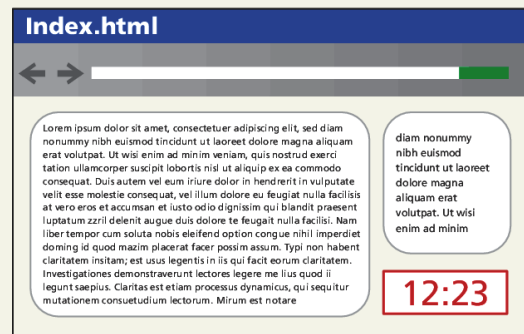 Index.html
Lorem ipsum dolor sit amet, consectetuer adipiscing elit, sed diam
nonummy nibh euismod tincidunt ut laoreet dolore magna aliquam
erat volutpat. Ut wisi enim ad minim veniam, quis nostrud exerci
tation ullamcorper suscipit lobortis nisl ut aliquip ex ea commodo
consequat. Duis autem vel eum iriure dolor in hendrerit in vulputate
velit esse molestie consequat, vel illum dolore eu feugiat nulla facilisis
at vero eros et accumsan et iusto odio dignissim qui blandit praesent
luptatum zzril delenit augue duis dolore te feugait nulla facilisi. Nam
liber tempor cum soluta nobis eleifend option congue nihil imperdiet
doming id quod mazim placerat facer possim assum. Typi non habent
claritatem insitam; est usus legentis in iis qui facit eorum claritatem.
Investigationes demonstraverunt lectores legere me lius quod ii
legunt saepius. Claritas est etiam processus dynamicus, qui sequitur
mutationem consuetudium lectorum. Mirum est notare
diam nonummy
nibh euismod
tincidunt ut laoreet
dolore magna
aliquam erat
volutpat. Ut wisi
enim ad minim
12:23